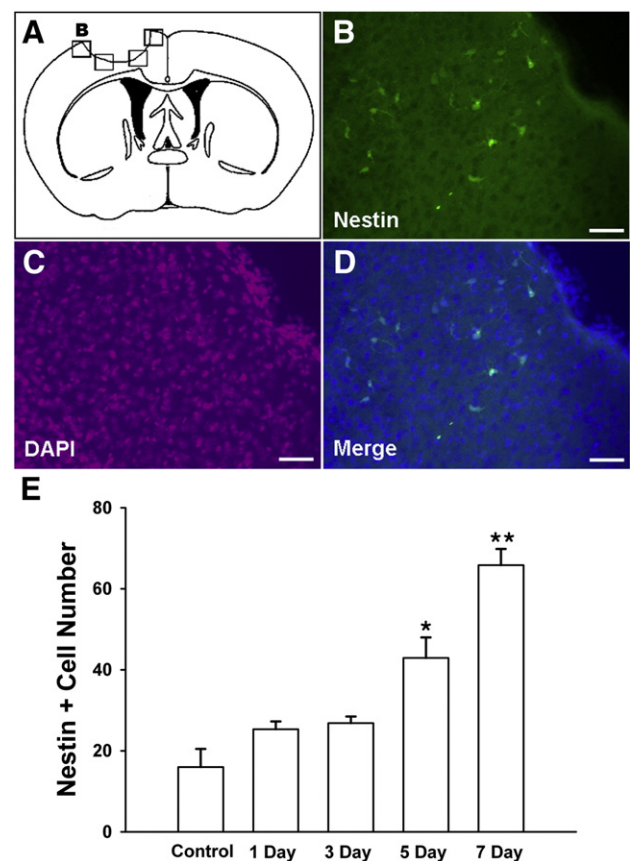 A
B
B
Nestin
C
DAPI
D
Merge
E
Nestin + Cell Number
80
60
40
20
0
*
**
Control 1 Day 3 Day 5 Day 7 Day